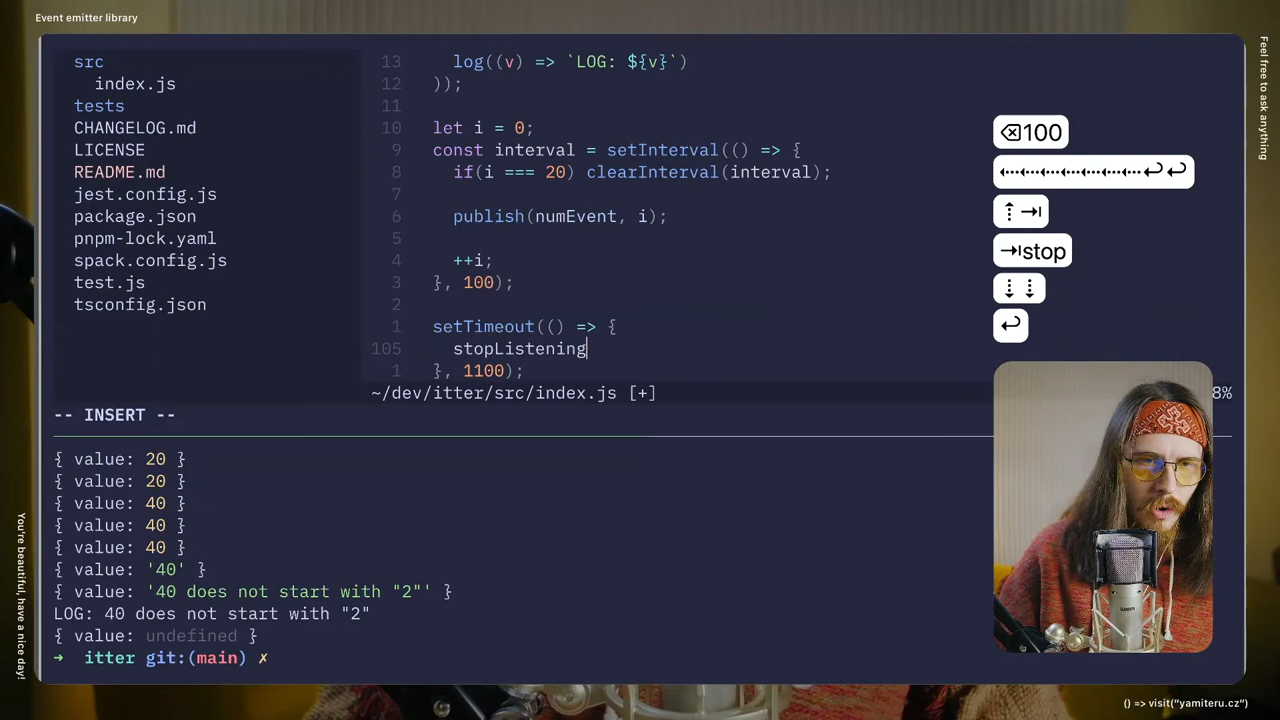 Event emitter library
Feel free to ask anything
src
index.js
tests
CHANGELOG.md
LICENSE
README.md
jest.config.js
package.json
pnpm-lock.yaml
spack.config.js
test.js
tsconfig.json
13 log((v) => `LOG: ${v}`)
12 ));
11
10 let i = 0;
9 const interval = setInterval(() => {
8 if(i === 20) clearInterval(interval);
7
6 publish(numEvent, i);
5
4 ++i;
3 }, 100);
2
1 setTimeout(() => {
105 stopListening
1 }, 1100);
~/dev/itter/src/index.js [+]
8%
-- INSERT --
⌫100
stop
{ value: 20 }
{ value: 20 }
{ value: 40 }
{ value: 40 }
{ value: 40 }
{ value: '40' }
{ value: '40 does not start with "2"' }
LOG: 40 does not start with "2"
{ value: undefined }
→ itter git:(main) ✗
You're beautiful, have a nice day!
() => visit("yamiteru.cz")